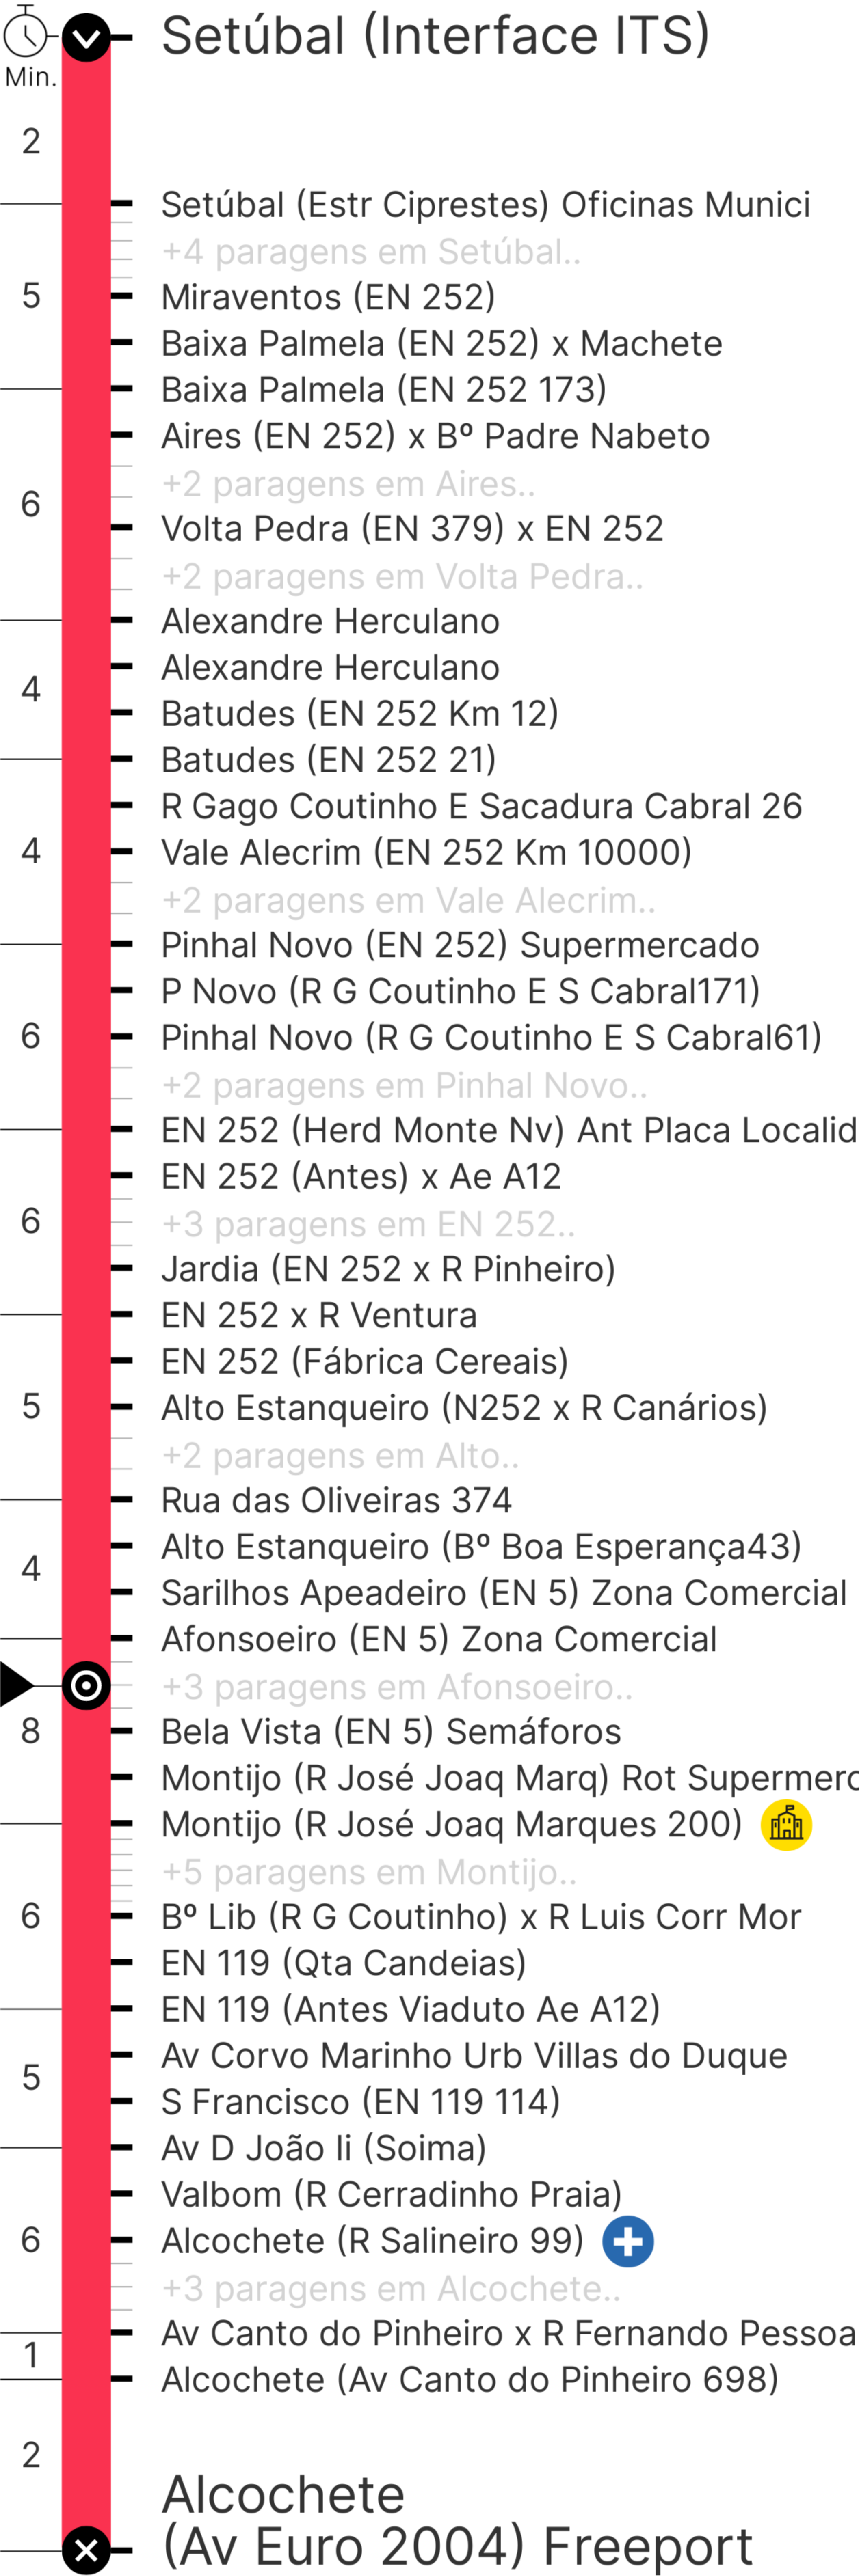 Setúbal (Interface ITS)
Min.
2
Setúbal (Estr Ciprestes) Oficinas Munici
+4 paragens em Setúbal..
5
Miraventos (EN 252)
Baixa Palmela (EN 252) x Machete
Baixa Palmela (EN 252 173)
Aires (EN 252) x Bº Padre Nabeto
+2 paragens em Aires..
6
Volta Pedra (EN 379) x EN 252
+2 paragens em Volta Pedra..
Alexandre Herculano
Alexandre Herculano
4
Batudes (EN 252 Km 12)
Batudes (EN 252 21)
R Gago Coutinho E Sacadura Cabral 26
4
Vale Alecrim (EN 252 Km 10000)
+2 paragens em Vale Alecrim..
Pinhal Novo (EN 252) Supermercado
P Novo (R G Coutinho E S Cabral171)
6
Pinhal Novo (R G Coutinho E S Cabral61)
+2 paragens em Pinhal Novo..
EN 252 (Herd Monte Nv) Ant Placa Localid
EN 252 (Antes) x Ae A12
6
+3 paragens em EN 252..
Jardia (EN 252 x R Pinheiro)
EN 252 x R Ventura
EN 252 (Fábrica Cereais)
5
Alto Estanqueiro (N252 x R Canários)
+2 paragens em Alto..
Rua das Oliveiras 374
Alto Estanqueiro (Bº Boa Esperança43)
4
Sarilhos Apeadeiro (EN 5) Zona Comercial
Afonsoeiro (EN 5) Zona Comercial
+3 paragens em Afonsoeiro..
8
Bela Vista (EN 5) Semáforos
Montijo (R José Joaq Marq) Rot Supermerc
Montijo (R José Joaq Marques 200)
+5 paragens em Montijo..
6
Bº Lib (R G Coutinho) x R Luis Corr Mor
EN 119 (Qta Candeias)
EN 119 (Antes Viaduto Ae A12)
Av Corvo Marinho Urb Villas do Duque
5
S Francisco (EN 119 114)
Av D João Ii (Soima)
Valbom (R Cerradinho Praia)
6
Alcochete (R Salineiro 99)
+3 paragens em Alcochete..
Av Canto do Pinheiro x R Fernando Pessoa
1
Alcochete (Av Canto do Pinheiro 698)
2
Alcochete
(Av Euro 2004) Freeport